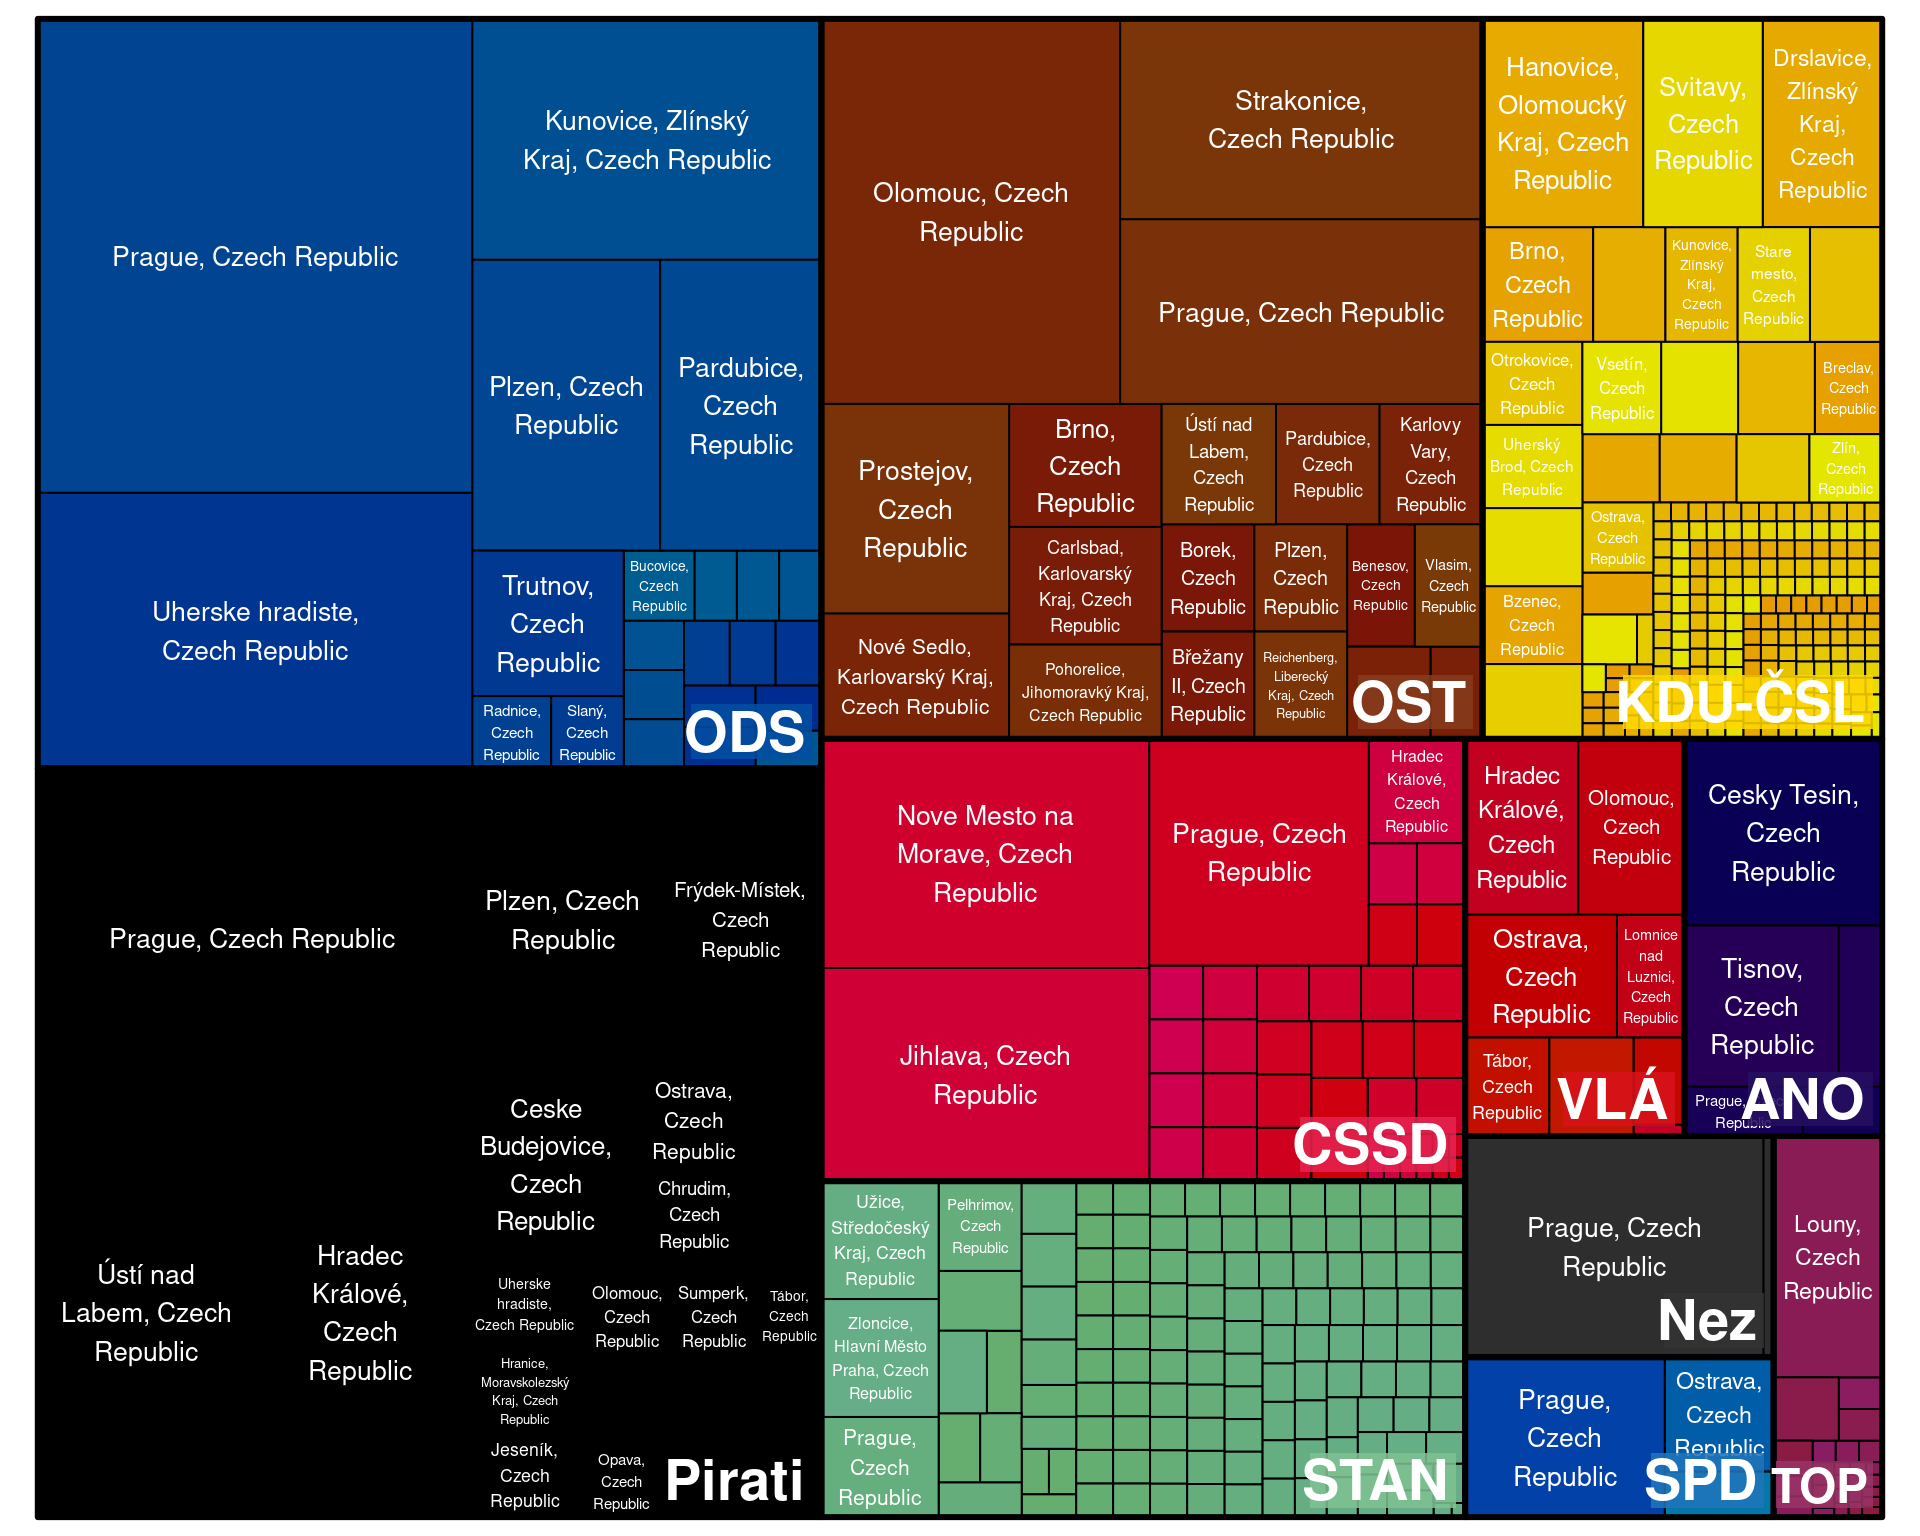 Prague, Czech Republic
Kunovice, Zlínský
Kraj, Czech Republic
Plzen, Czech
Republic
Pardubice,
Czech
Republic
Uherske hradiste,
Czech Republic
Trutnov,
Czech
Republic
Bucovice,
Czech
Republic
Radnice,
Czech
Republic
Slaný,
Czech
Republic
ODS
Olomouc, Czech
Republic
Strakonice,
Czech Republic
Prague, Czech Republic
Prostejov,
Czech
Republic
Brno,
Czech
Republic
Ústí nad
Labem,
Czech
Republic
Pardubice,
Czech
Republic
Karlovy
Vary,
Czech
Republic
Carlsbad,
Karlovarský
Kraj, Czech
Republic
Borek,
Czech
Republic
Plzen,
Czech
Republic
Benesov,
Czech
Republic
Vlasim,
Czech
Republic
Nové Sedlo,
Karlovarský Kraj,
Czech Republic
Pohorelice,
Jihomoravký Kraj,
Czech Republic
Břežany
II, Czech
Republic
Reichenberg,
Liberecký
Kraj, Czech
Republic
OST
Hanovice,
Olomoucký
Kraj, Czech
Republic
Svitavy,
Czech
Republic
Drslavice,
Zlínský
Kraj,
Czech
Republic
Brno,
Czech
Republic
Kunovice,
Zlínský
Kraj,
Czech
Republic
Stare
mesto,
Czech
Republic
Otrokovice,
Czech
Republic
Vsetín,
Czech
Republic
Breclav,
Czech
Republic
Uherský
Brod, Czech
Republic
Zlín,
Czech
Republic
Ostrava,
Czech
Republic
Bzenec,
Czech
Republic
KDU-ČSL
Prague, Czech Republic
Plzen, Czech
Republic
Frýdek-Místek,
Czech
Republic
Ceske
Budejovice,
Czech
Republic
Ostrava,
Czech
Republic
Chrudim,
Czech
Republic
Ústí nad
Labem, Czech
Republic
Hradec
Králové,
Czech
Republic
Uherske
hradiste,
Czech Republic
Olomouc,
Czech
Republic
Sumperk,
Czech
Republic
Tábor,
Czech
Republic
Hranice,
Moravskolezský
Kraj, Czech
Republic
Jeseník,
Czech
Republic
Opava,
Czech
Republic
Pirati
Nove Mesto na
Morave, Czech
Republic
Prague, Czech
Republic
Hradec
Králové,
Czech
Republic
Jihlava, Czech
Republic
CSSD
Užice,
Středočeský
Kraj, Czech
Republic
Pelhrimov,
Czech
Republic
Zloncice,
Hlavní Město
Praha, Czech
Republic
Prague,
Czech
Republic
STAN
Hradec
Králové,
Czech
Republic
Olomouc,
Czech
Republic
Ostrava,
Czech
Republic
Lomnice
nad
Luznici,
Czech
Republic
Tábor,
Czech
Republic
VLÁ
Cesky Tesin,
Czech
Republic
Tisnov,
Czech
Republic
Prague,
Republic
ANO
Prague, Czech
Republic
Nez
Louny,
Czech
Republic
TOP
Prague,
Czech
Republic
Ostrava,
Czech
Republic
SPD